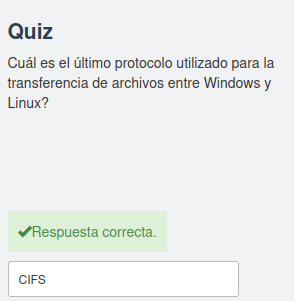 Quiz
Cuál es el último protocolo utilizado para la
transferencia de archivos entre Windows y
Linux?
Respuesta correcta.
CIFS